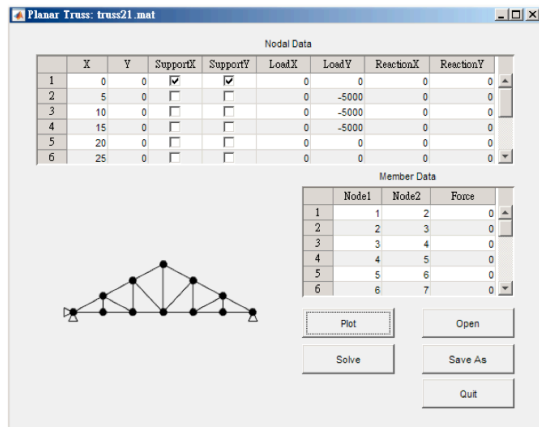 Planar Truss: truss21.mat
Nodal Data
X Y SupportX SupportY LoadX LoadY ReactionX ReactionY
1 0 0 0 0 0 0
2 5 0 0 -5000 0 0
3 10 0 0 -5000 0 0
4 15 0 0 -5000 0 0
5 20 0 0 0 0 0
6 25 0 0 0 0 0
Member Data
Node1 Node2 Force
1 1 2 0
2 2 3 0
3 3 4 0
4 4 5 0
5 5 6 0
6 6 7 0
Plot Open
Solve Save As
Quit